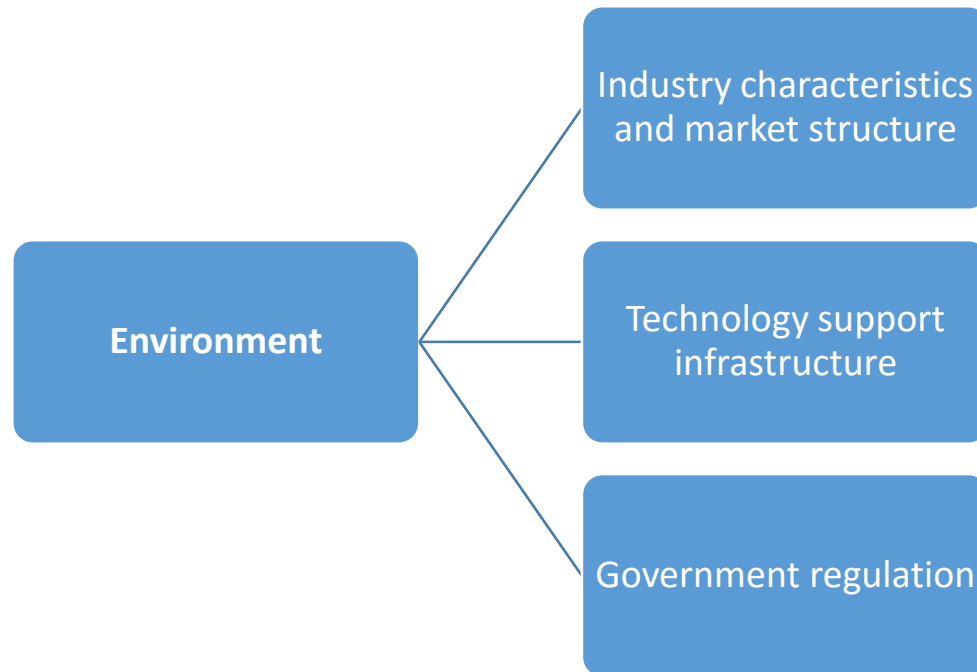 Industry characteristics
and market structure
Environment
Technology support
infrastructure
Government regulation